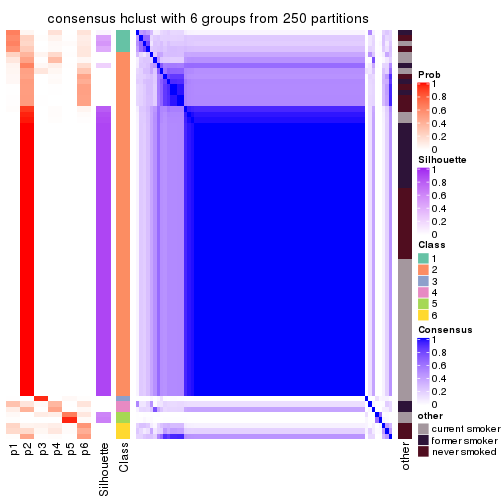 consensus hclust with 6 groups from 250 partitions
Prob
1
0.8
0.6
0.4
0.2
0
Silhouette
1
0.8
0.6
0.4
0.2
0
Class
1
2
3
4
5
6
Consensus
1
0.8
0.6
0.4
0.2
0
other
current smoker
former smoker
never smoked
p1
p2
p3
p4
p5
p6
Silhouette
Class
other